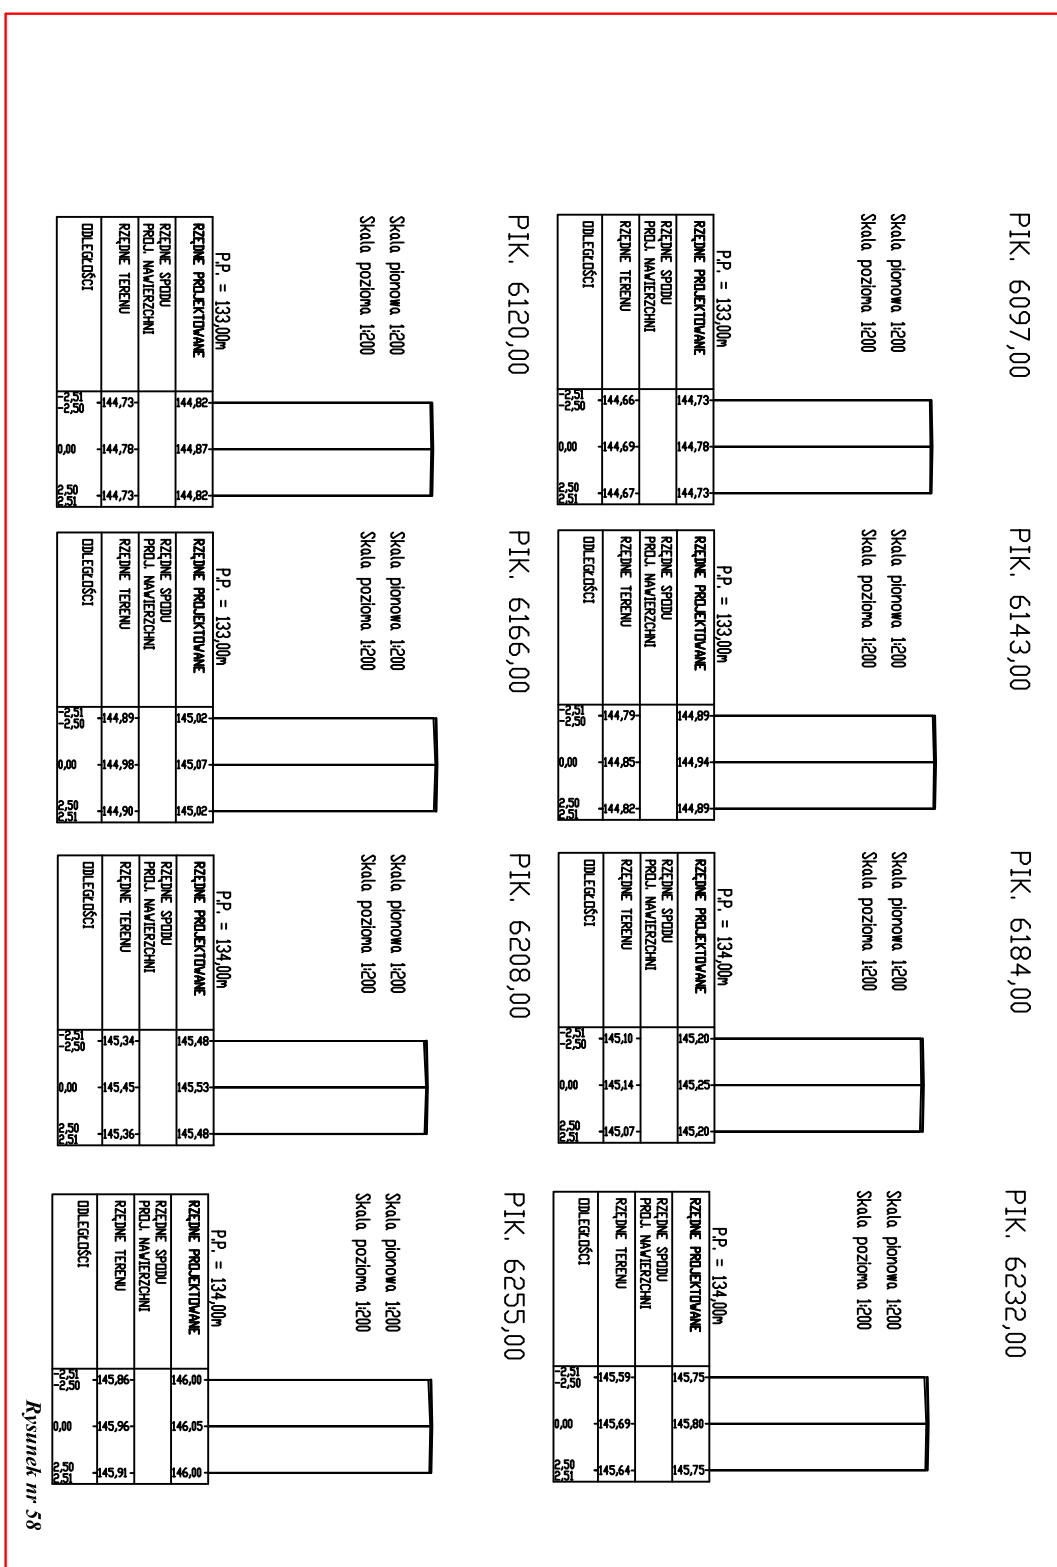 PIK. 6097,00
Skala pionowa 1:200
Skala pozioma 1:200
P.P. = 133,00m
RZĘDNE PROJEKTOWANE 144,73 144,78 144,73
RZĘDNE SPODU
PROJ. NAWIERZCHNI
RZĘDNE TERENU 144,66 144,69 144,67
ODLEGŁOŚCI -2,51 -2,50 0,00 2,50 2,51
PIK. 6143,00
Skala pionowa 1:200
Skala pozioma 1:200
P.P. = 133,00m
RZĘDNE PROJEKTOWANE 144,89 144,94 144,89
RZĘDNE SPODU
PROJ. NAWIERZCHNI
RZĘDNE TERENU 144,79 144,85 144,82
ODLEGŁOŚCI -2,51 -2,50 0,00 2,50 2,51
PIK. 6184,00
Skala pionowa 1:200
Skala pozioma 1:200
P.P. = 134,00m
RZĘDNE PROJEKTOWANE 145,20 145,25 145,20
RZĘDNE SPODU
PROJ. NAWIERZCHNI
RZĘDNE TERENU 145,10 145,14 145,07
ODLEGŁOŚCI -2,51 -2,50 0,00 2,50 2,51
PIK. 6232,00
Skala pionowa 1:200
Skala pozioma 1:200
P.P. = 134,00m
RZĘDNE PROJEKTOWANE 145,75 145,80 145,75
RZĘDNE SPODU
PROJ. NAWIERZCHNI
RZĘDNE TERENU 145,59 145,69 145,64
ODLEGŁOŚCI -2,51 -2,50 0,00 2,50 2,51
PIK. 6120,00
Skala pionowa 1:200
Skala pozioma 1:200
P.P. = 133,00m
RZĘDNE PROJEKTOWANE 144,82 144,87 144,82
RZĘDNE SPODU
PROJ. NAWIERZCHNI
RZĘDNE TERENU 144,73 144,78 144,73
ODLEGŁOŚCI -2,51 -2,50 0,00 2,50 2,51
PIK. 6166,00
Skala pionowa 1:200
Skala pozioma 1:200
P.P. = 133,00m
RZĘDNE PROJEKTOWANE 145,02 145,07 145,02
RZĘDNE SPODU
PROJ. NAWIERZCHNI
RZĘDNE TERENU 144,89 144,98 144,90
ODLEGŁOŚCI -2,51 -2,50 0,00 2,50 2,51
PIK. 6208,00
Skala pionowa 1:200
Skala pozioma 1:200
P.P. = 134,00m
RZĘDNE PROJEKTOWANE 145,48 145,53 145,48
RZĘDNE SPODU
PROJ. NAWIERZCHNI
RZĘDNE TERENU 145,34 145,45 145,36
ODLEGŁOŚCI -2,51 -2,50 0,00 2,50 2,51
PIK. 6255,00
Skala pionowa 1:200
Skala pozioma 1:200
P.P. = 134,00m
RZĘDNE PROJEKTOWANE 146,00 146,05 146,00
RZĘDNE SPODU
PROJ. NAWIERZCHNI
RZĘDNE TERENU 145,86 145,96 145,91
ODLEGŁOŚCI -2,51 -2,50 0,00 2,50 2,51
Rysunek nr 58